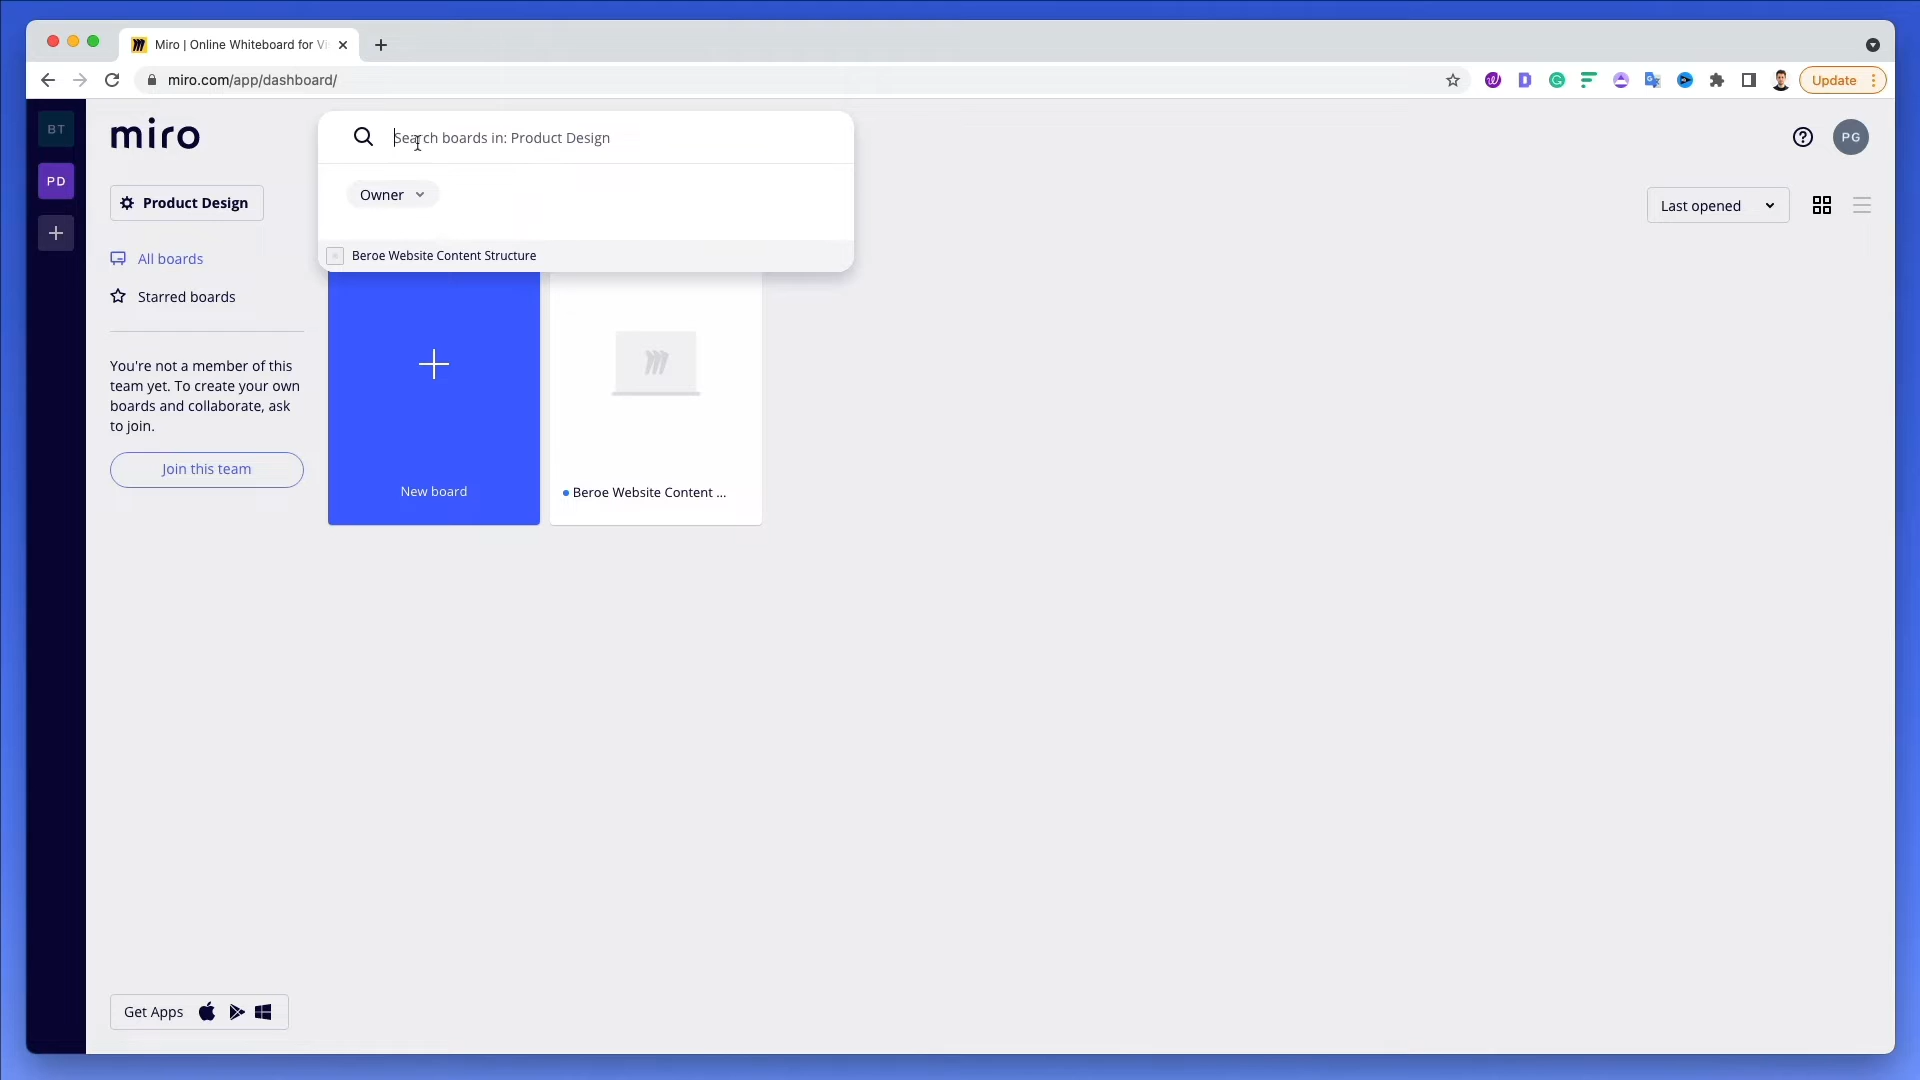 Miro | Online Whiteboard for Vi
miro.com/app/dashboard/
Update
BT
PD
miro
Search boards in: Product Design
PG
Product Design
Owner
Last opened
All boards
Beroe Website Content Structure
Starred boards
You're not a member of this
team yet. To create your own
boards and collaborate, ask
to join.
Join this team
New board
Beroe Website Content ...
Get Apps